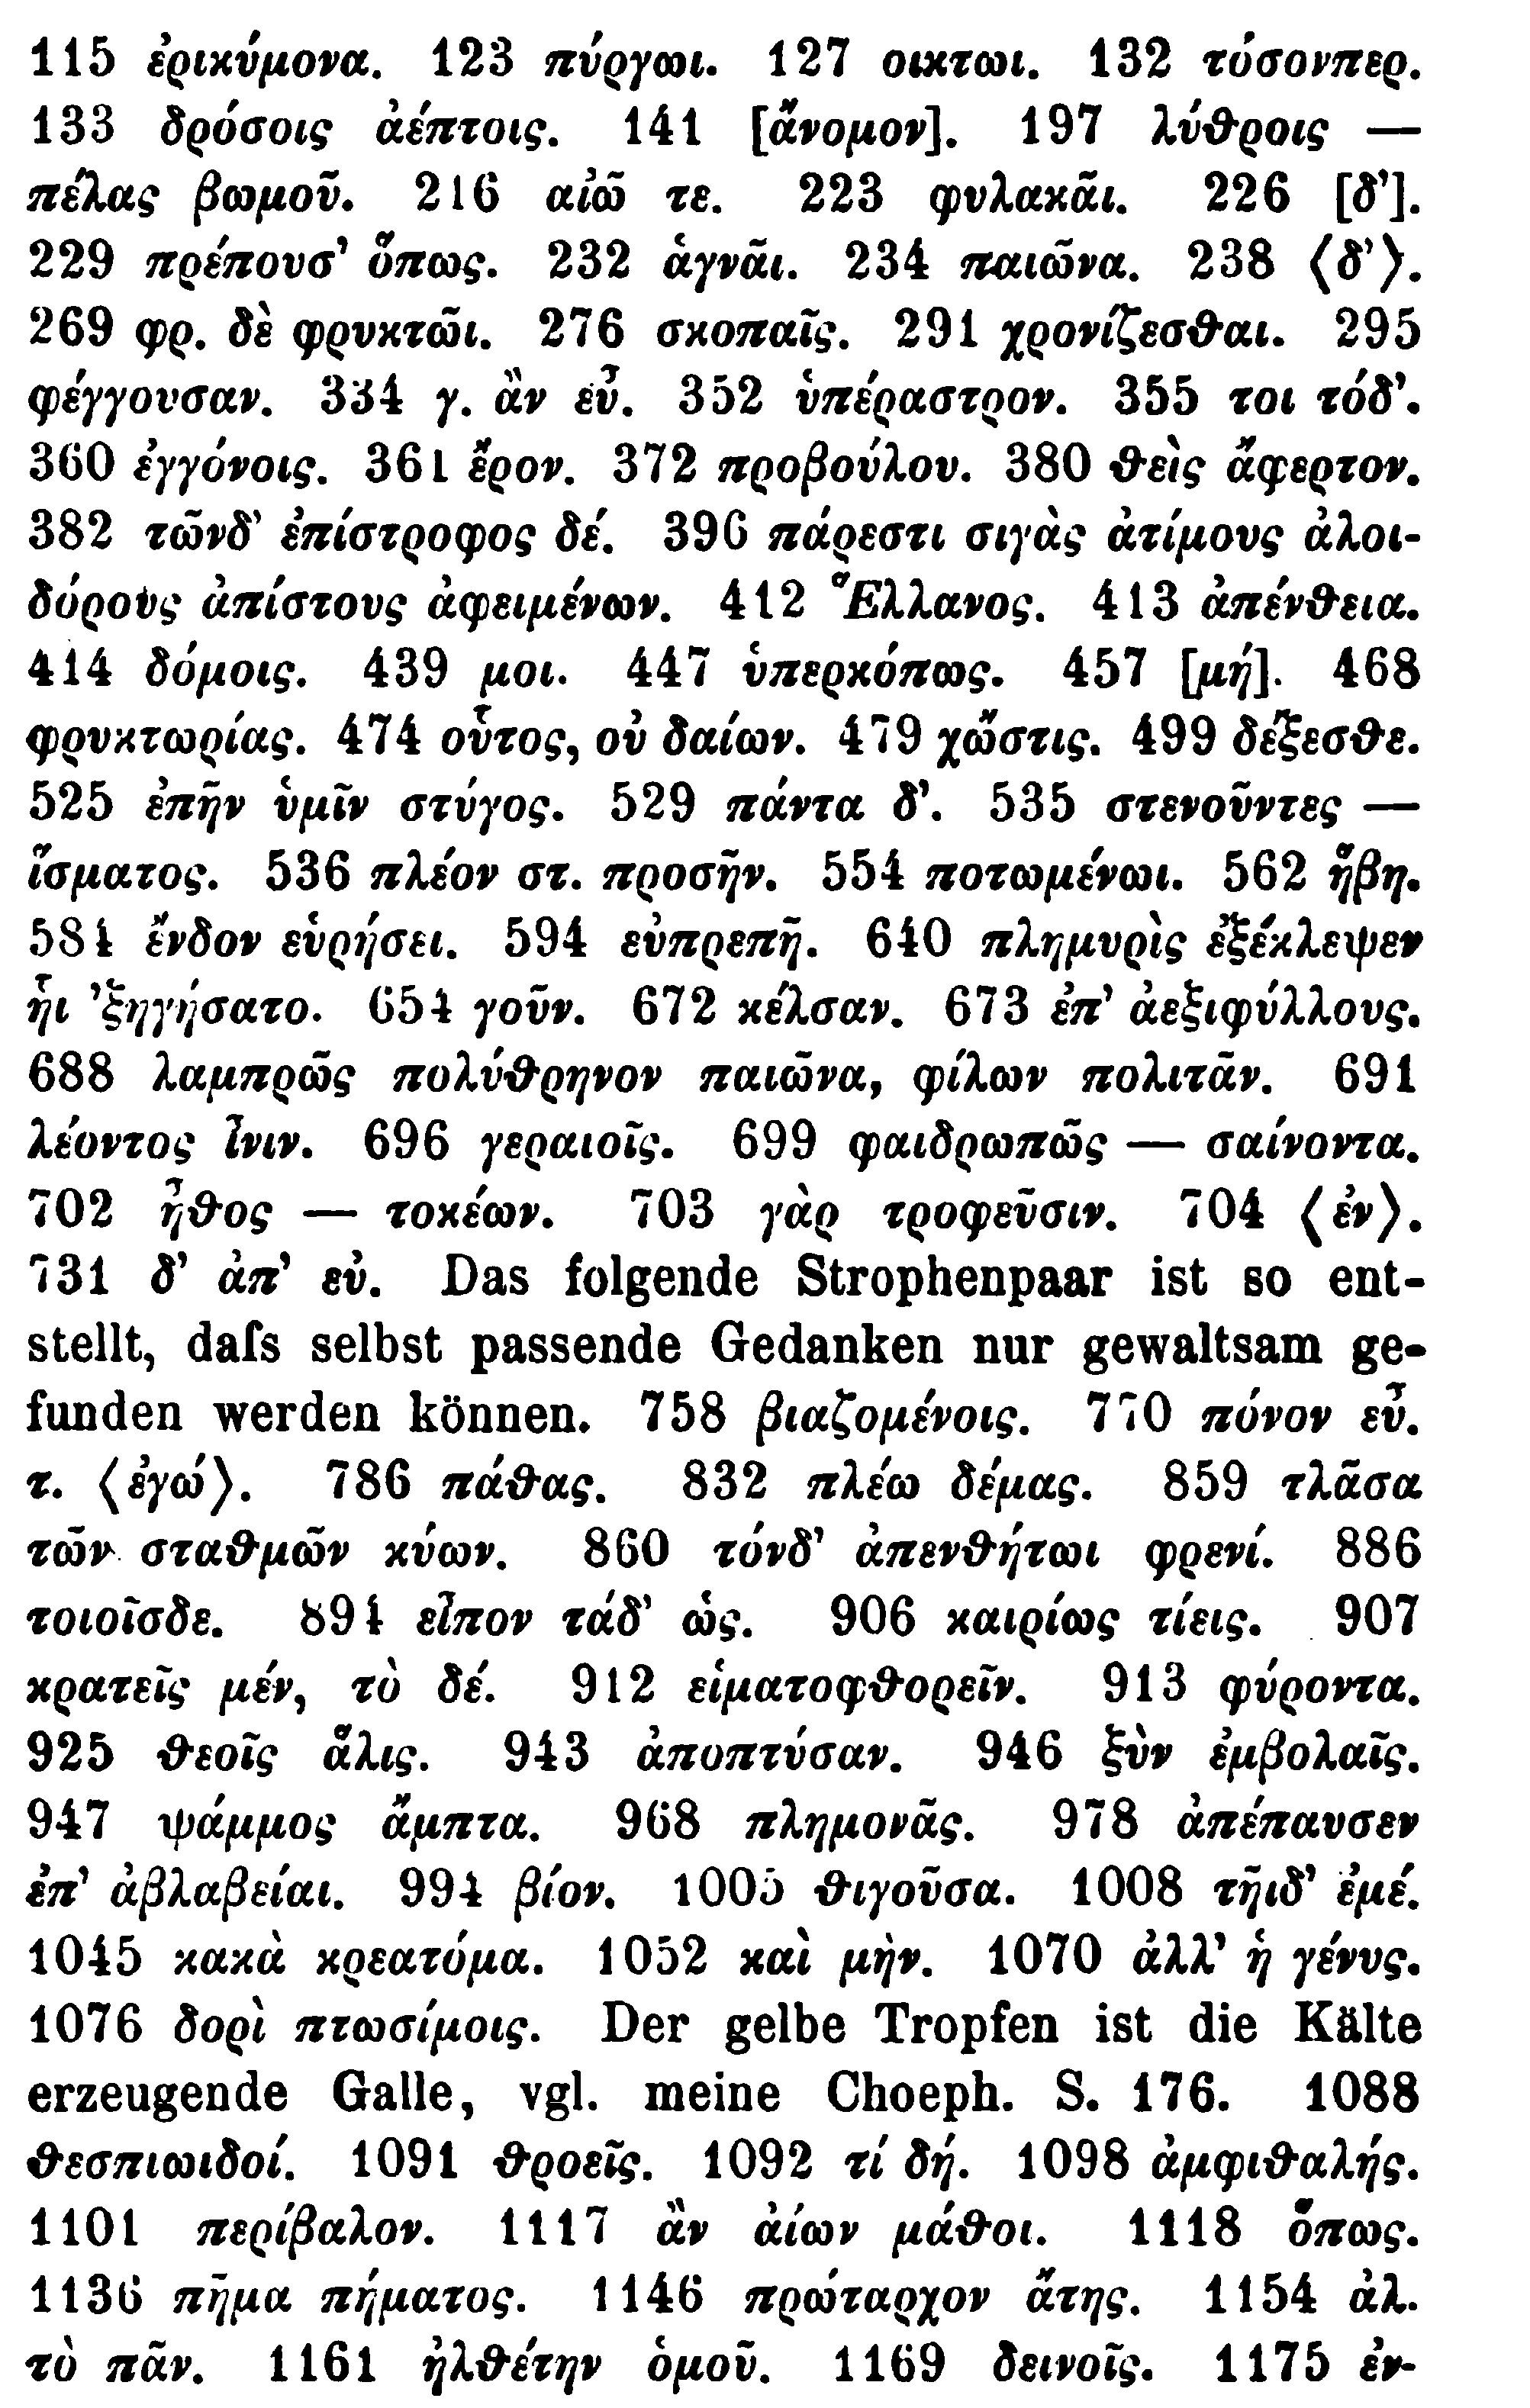 115 ἐρικύμονα. 123 πύργωι. 127 οικτωι. 132 τόσονπερ.
133 δρόσοις ἀέπτοις. 141 [ἄνομον]. 197 λύθροις —
πέλας βωμοῦ. 216 αἰῶ τε. 223 φυλακᾶι. 226 [δ’].
229 πρέπουσ’ ὅπως. 232 ἁγνᾶι. 234 παιῶνα. 238 ⟨δ’⟩.
269 φρ. δὲ φρυκτῶι. 276 σκοπαῖς. 291 χρονίζεσθαι. 295
φέγγουσαν. 334 γ. ἂν εὖ. 352 ὑπέραστρον. 355 τοι τόδ’.
360 ἐγγόνοις. 361 ἔρον. 372 προβούλου. 380 θεὶς ἄφερτον.
382 τῶνδ’ ἐπίστροφος δέ. 396 πάρεστι σιγὰς ἀτίμους ἀλοι-
δόρους ἀπίστους ἀφειμένων. 412 Ἕλλανος. 413 ἀπένθεια.
414 δόμοις. 439 μοι. 447 ὑπερκόπως. 457 [μή]. 468
φρυκτωρίας. 474 οὗτος, οὐ δαίων. 479 χὤστις. 499 δέξεσθε.
525 ἐπῆν ὑμῖν στύγος. 529 πάντα δ’. 535 στενοῦντες —
ἵσματος. 536 πλέον στ. προσῆν. 554 ποτωμένωι. 562 ἥβη.
584 ἔνδον εὑρήσει. 594 εὐπρεπῆ. 640 πλημυρὶς ἐξέκλεψεν
ἧι ’ξηγήσατο. 654 γοῦν. 672 κέλσαν. 673 ἐπ’ ἀεξιφύλλους.
688 λαμπρῶς πολύθρηνον παιῶνα, φίλων πολιτᾶν. 691
λέοντος ἶνιν. 696 γεραιοῖς. 699 φαιδρωπῶς — σαίνοντα.
702 ἦθος — τοκέων. 703 γὰρ τροφεῦσιν. 704 ⟨ἐν⟩.
731 δ’ ἀπ’ εὐ. Das folgende Strophenpaar ist so ent-
stellt, daſs selbst passende Gedanken nur gewaltsam ge-
funden werden können. 758 βιαζομένοις. 770 πόνον εὖ.
τ. ⟨ἐγώ⟩. 786 πάθας. 832 πλέω δέμας. 859 τλᾶσα
τῶν σταθμῶν κύων. 860 τόνδ’ ἀπενθήτωι φρενί. 886
τοιοῖσδε. 894 εἶπον τάδ’ ὡς. 906 καιρίως τίεις. 907
κρατεῖς μέν, τὸ δέ. 912 εἱματοφθορεῖν. 913 φύροντα.
925 θεοῖς ἅλις. 943 ἀποπτύσαν. 946 ξὺν ἐμβολαῖς.
947 ψάμμος ἄμπτα. 968 πλημονᾶς. 978 ἀπέπαυσεν
ἐπ’ ἀβλαβείαι. 994 βίον. 1005 θιγοῦσα. 1008 τῆιδ’ ἐμέ.
1045 κακὰ κρεατόμα. 1052 καὶ μὴν. 1070 ἀλλ’ ἡ γένυς.
1076 δορὶ πτωσίμοις. Der gelbe Tropfen ist die Kälte
erzeugende Galle, vgl. meine Choeph. S. 176. 1088
θεσπιωιδοί. 1091 θροεῖς. 1092 τί δή. 1098 ἀμφιθαλής.
1101 περίβαλον. 1117 ἂν ἀίων μάθοι. 1118 ὅπως.
1136 πῆμα πήματος. 1146 πρώταρχον ἄτης. 1154 ἀλ.
τὸ πᾶν. 1161 ἠλθέτην ὁμοῦ. 1169 δεινοῖς. 1175 ἐν-